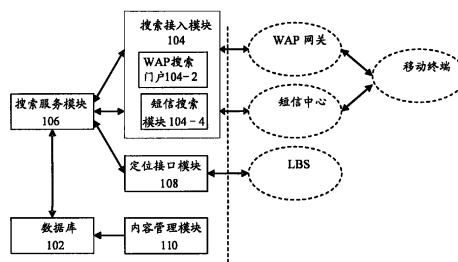 搜索接入模块
104
WAP搜索
门户104-2
短信搜索
模块104-4
WAP 网关
移动终端
短信中心
搜索服务模块
106
定位接口模块
108
LBS
数据库
102
内容管理模块
110